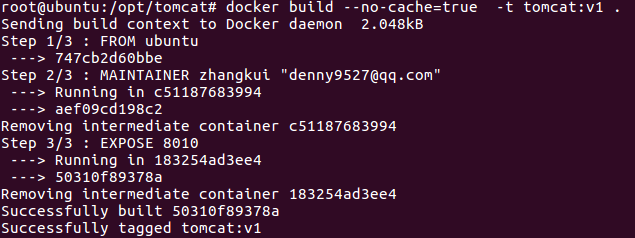 root@ubuntu:/opt/tomcat# docker build --no-cache=true  -t tomcat:v1 .
Sending build context to Docker daemon  2.048kB
Step 1/3 : FROM ubuntu
 ---> 747cb2d60bbe
Step 2/3 : MAINTAINER zhangkui "denny9527@qq.com"
 ---> Running in c51187683994
 ---> aef09cd198c2
Removing intermediate container c51187683994
Step 3/3 : EXPOSE 8010
 ---> Running in 183254ad3ee4
 ---> 50310f89378a
Removing intermediate container 183254ad3ee4
Successfully built 50310f89378a
Successfully tagged tomcat:v1